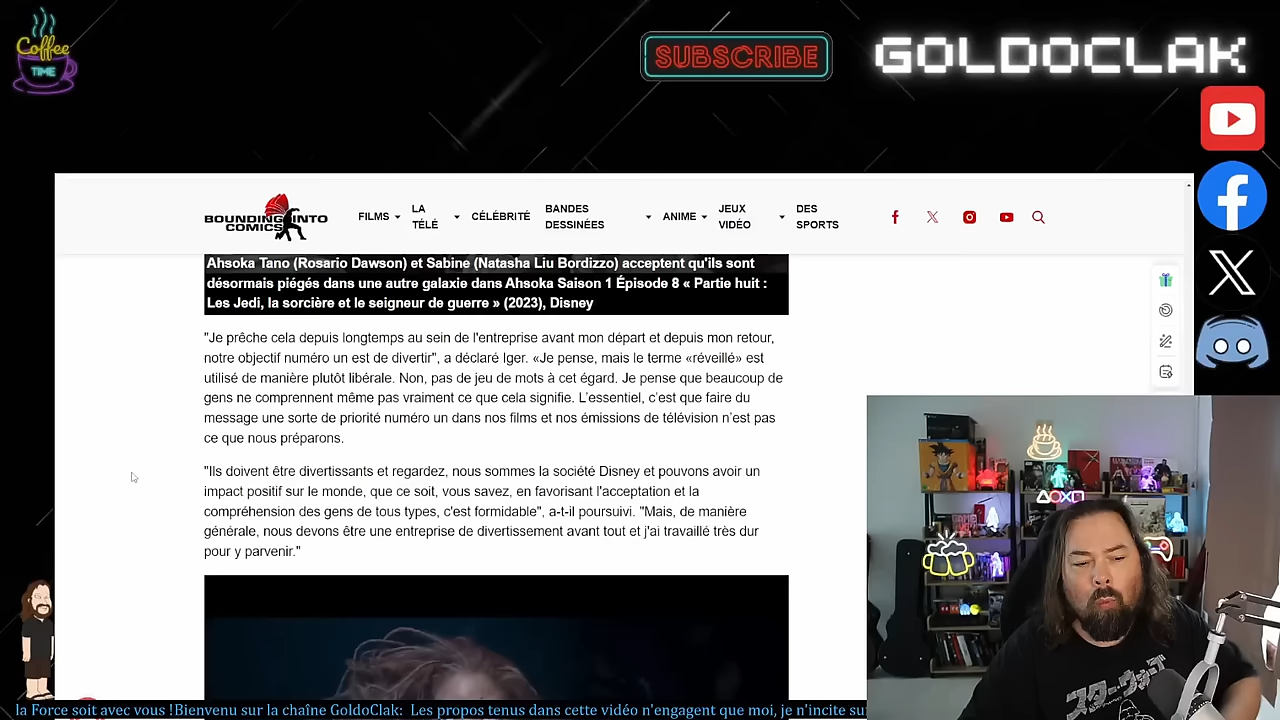 Coffee
TIME
SUBSCRIBE
GOLDOCLAK
BOUNDING INTO
COMICS
FILMS
LA
TÉLÉ
CÉLÉBRITÉ
BANDES
DESSINÉES
ANIME
JEUX
VIDÉO
DES
SPORTS
Ahsoka Tano (Rosario Dawson) et Sabine (Natasha Liu Bordizzo) acceptent qu'ils sont
désormais piégés dans une autre galaxie dans Ahsoka Saison 1 Épisode 8 « Partie huit :
Les Jedi, la sorcière et le seigneur de guerre » (2023), Disney
"Je prêche cela depuis longtemps au sein de l'entreprise avant mon départ et depuis mon retour,
notre objectif numéro un est de divertir", a déclaré Iger. «Je pense, mais le terme «réveillé» est
utilisé de manière plutôt libérale. Non, pas de jeu de mots à cet égard. Je pense que beaucoup de
gens ne comprennent même pas vraiment ce que cela signifie. L’essentiel, c’est que faire du
message une sorte de priorité numéro un dans nos films et nos émissions de télévision n’est pas
ce que nous préparons.
"Ils doivent être divertissants et regardez, nous sommes la société Disney et pouvons avoir un
impact positif sur le monde, que ce soit, vous savez, en favorisant l'acceptation et la
compréhension des gens de tous types, c'est formidable", a-t-il poursuivi. "Mais, de manière
générale, nous devons être une entreprise de divertissement avant tout et j'ai travaillé très dur
pour y parvenir."
スター・ウォーズ
la Force soit avec vous !Bienvenu sur la chaîne GoldoClak: Les propos tenus dans cette vidéo n'engagent que moi, je n'incite su